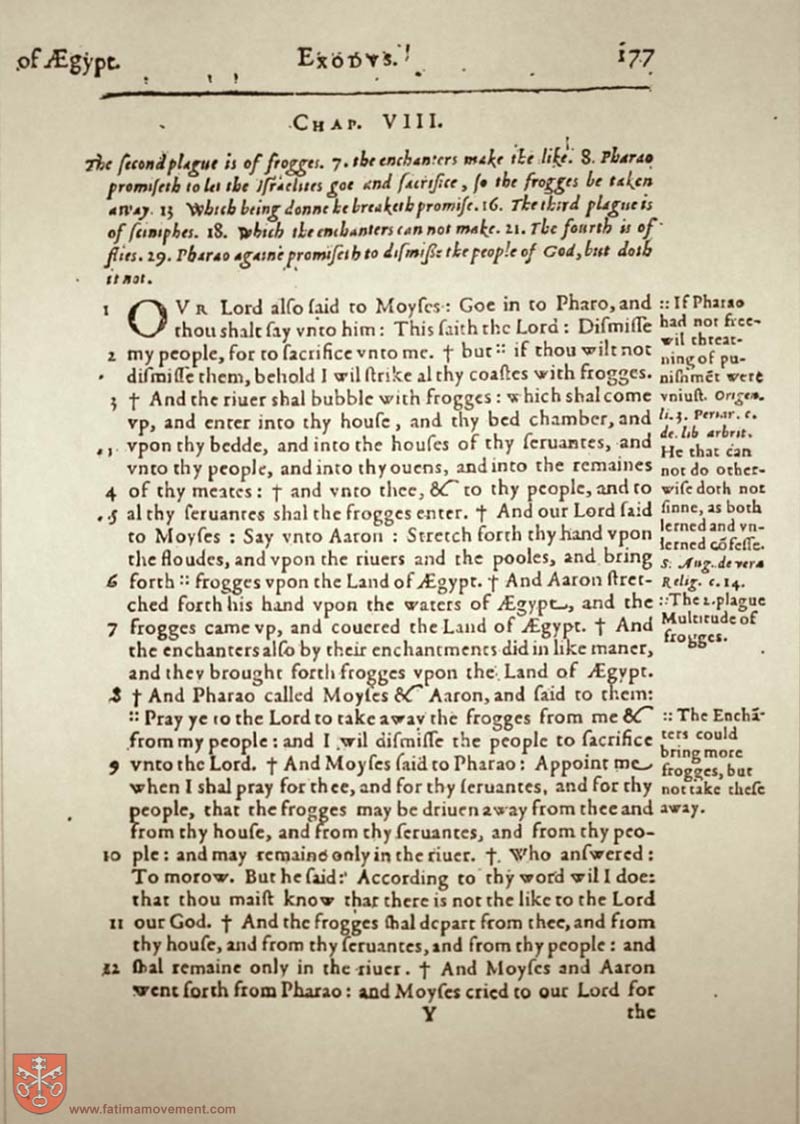 of Ægypt. EXODVS. 177
CHAP. VIII.
The ſecond plague is of frogges. 7. the enchanters make the like. 8. Pharao
promiſeth to let the Iſraelites goe and ſacrifice, ſo the frogges be taken
away. 13 Which being donne he breaketh promiſe. 16. The third plague is
of ſciniphes. 18. Which the enchanters can not make. 21. The fourth is of
flies. 29. Pharao againe promiſeth to diſmiſſe the people of God, but doth
it not.
1 OVR Lord alſo ſaid to Moyſes: Goe in to Pharo, and
thou shalt ſay vnto him: This ſaith the Lord: Diſmiſſe
2 my people, for to ſacrifice vnto me. † but :: if thou wilt not
diſmiſſe them, behold I wil ſtrike al thy coaſtes with frogges.
3 † And the riuer shal bubble with frogges: which shal come
vp, and enter into thy houſe, and thy bed chamber, and
vpon thy bedde, and into the houſes of thy ſeruantes, and
vnto thy people, and into thy ouens, and into the remaines
4 of thy meates: † and vnto thee, & to thy people, and to
5 al thy ſeruantes shal the frogges enter. † And our Lord ſaid
to Moyſes: Say vnto Aaron: Stretch forth thy hand vpon
the floudes, and vpon the riuers and the pooles, and bring
6 forth :: frogges vpon the Land of Ægypt. † And Aaron ſtret-
ched forth his hand vpon the waters of Ægypt, and the
7 frogges came vp, and couered the Land of Ægypt. † And
the enchanters alſo by their enchantments did in like maner,
and they brought forth frogges vpon the Land of Ægypt.
8 † And Pharao called Moyſes & Aaron, and ſaid to them:
:: Pray ye to the Lord to take away the frogges from me &
from my people: and I wil diſmiſſe the people to ſacrifice
9 vnto the Lord. † And Moyſes ſaid to Pharao: Appoint me
when I shal pray for thee, and for thy ſeruantes, and for thy
people, that the frogges may be driuen away from thee and
from thy houſe, and from thy ſeruantes, and from thy peo-
10 ple: and may remaine only in the riuer. †. Who anſwered:
To morow. But he ſaid: According to thy word wil I doe:
that thou maiſt know that there is not the like to the Lord
11 our God. † And the frogges shal depart from thee, and from
thy houſe, and from thy ſeruantes, and from thy people: and
12 shal remaine only in the riuer. † And Moyſes and Aaron
went forth from Pharao: and Moyſes cried to our Lord for
Y the
:: If Pharao
had not free-
wil threat-
ning of pu-
niſhmēt were
vniuſt. Origen.
li. 3. Periar. c.
de. lib arbrit.
He that can
not do other-
wiſe doth not
ſinne, as both
lerned and vn-
lerned cōfeſſe.
S. Aug. de vera
Relig. c. 14.
:: The 2. plague
Multitude of
frogges.
:: The Enchā-
ters could
bring more
frogges, but
not take theſe
away.
www.fatimamovement.com